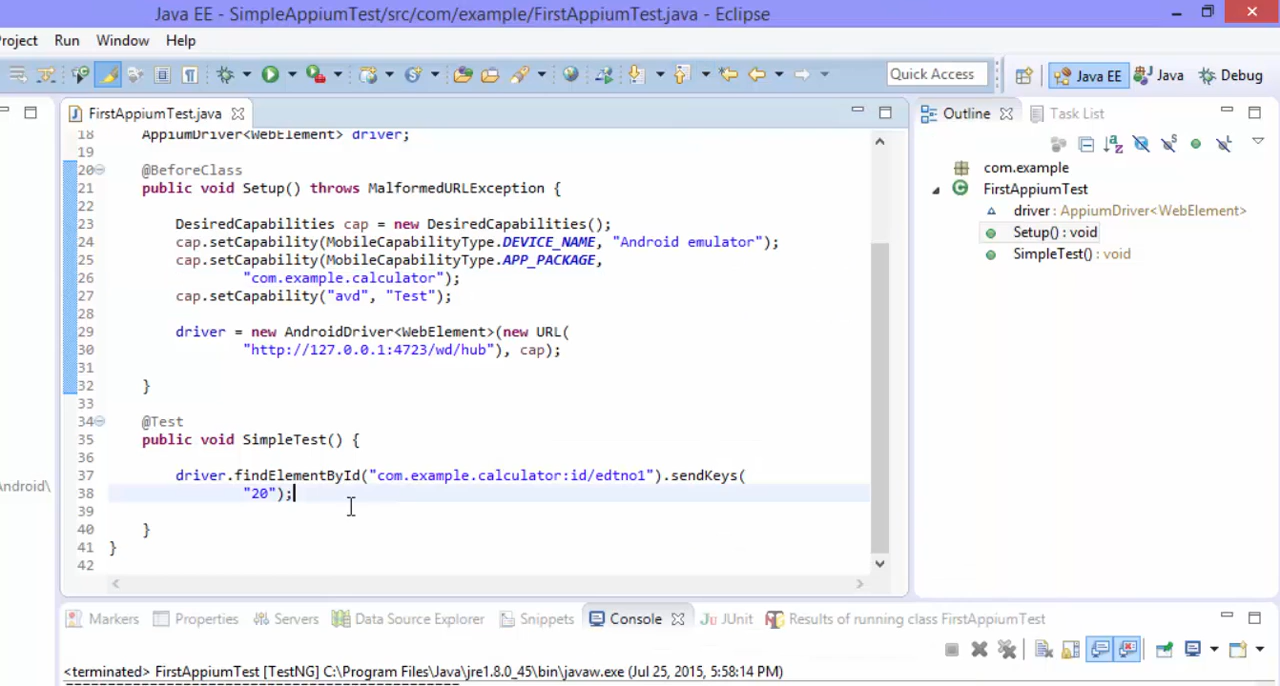 Java EE - SimpleAppiumTest/src/com/example/FirstAppiumTest.java - Eclipse
Project Run Window Help
Quick Access
Java EE
Java
Debug
FirstAppiumTest.java
18 AppiumDriver<WebElement> driver;
19
20 @BeforeClass
21 public void Setup() throws MalformedURLException {
22
23 DesiredCapabilities cap = new DesiredCapabilities();
24 cap.setCapability(MobileCapabilityType.DEVICE_NAME, "Android emulator");
25 cap.setCapability(MobileCapabilityType.APP_PACKAGE,
26 "com.example.calculator");
27 cap.setCapability("avd", "Test");
28
29 driver = new AndroidDriver<WebElement>(new URL(
30 "http://127.0.0.1:4723/wd/hub"), cap);
31
32 }
33
34 @Test
35 public void SimpleTest() {
36
37 driver.findElementById("com.example.calculator:id/edtno1").sendKeys(
38 "20");
39
40 }
41 }
42
Android\
Outline
Task List
com.example
FirstAppiumTest
driver : AppiumDriver<WebElement>
Setup() : void
SimpleTest() : void
Markers Properties Servers Data Source Explorer Snippets Console JUnit Results of running class FirstAppiumTest
<terminated> FirstAppiumTest [TestNG] C:\Program Files\Java\jre1.8.0_45\bin\javaw.exe (Jul 25, 2015, 5:58:14 PM)